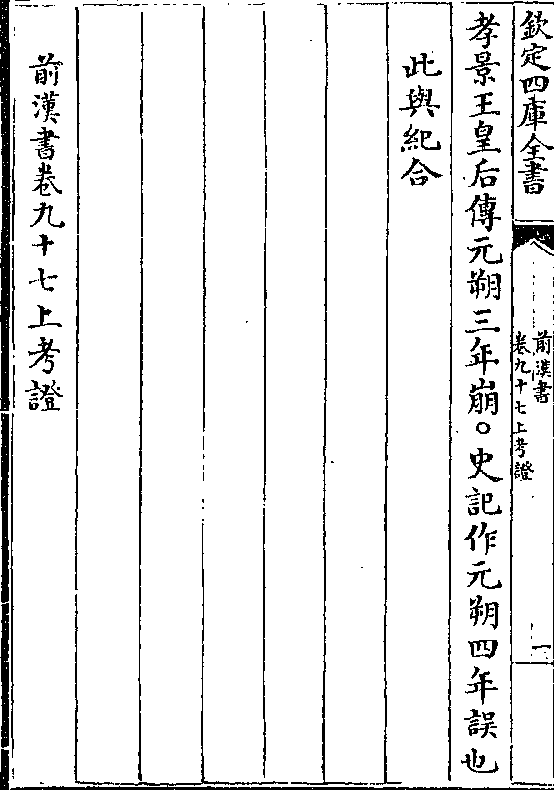 欽定四庫全書
前漢書
卷九十七上考證
一
孝景王皇后傳元朔三年崩○史記作元朔四年誤也
此與紀合
前漢書卷九十七上考證